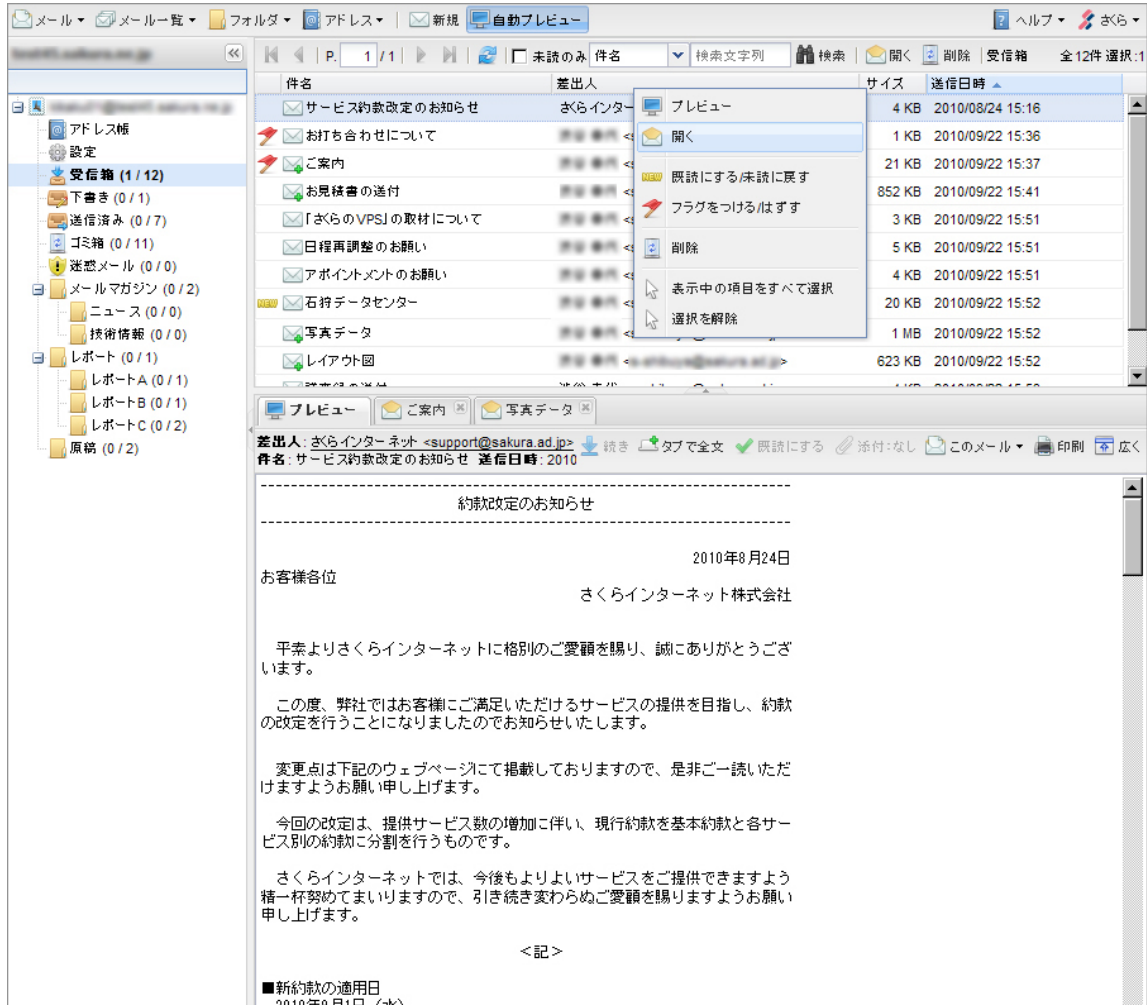 メール メール一覧 フォルダ アドレス 新規 自動プレビュー ヘルプ さくら
P. 1 / 1 未読のみ 件名 検索文字列 検索 開く 削除 受信箱 全12件 選択:1
件名 差出人 サイズ 送信日時
サービス約款改定のお知らせ さくらインター 4 KB 2010/08/24 15:16
お打ち合わせについて 1 KB 2010/09/22 15:36
ご案内 21 KB 2010/09/22 15:37
お見積書の送付 852 KB 2010/09/22 15:41
「さくらのVPS」の取材について 3 KB 2010/09/22 15:51
日程再調整のお願い 5 KB 2010/09/22 15:51
アポイントメントのお願い 4 KB 2010/09/22 15:51
NEW 石狩データセンター 20 KB 2010/09/22 15:52
写真データ 1 MB 2010/09/22 15:52
レイアウト図 623 KB 2010/09/22 15:52
プレビュー
開く
NEW 既読にする/未読に戻す
フラグをつける/はずす
削除
表示中の項目をすべて選択
選択を解除
アドレス帳
設定
受信箱 (1 / 12)
下書き (0 / 1)
送信済み (0 / 7)
ゴミ箱 (0 / 11)
迷惑メール (0 / 0)
メールマガジン (0 / 2)
ニュース (0 / 0)
技術情報 (0 / 0)
レポート (0 / 1)
レポートA (0 / 1)
レポートB (0 / 1)
レポートC (0 / 2)
原稿 (0 / 2)
プレビュー ご案内 写真データ
差出人: さくらインターネット <support@sakura.ad.jp> 続き タブで全文 既読にする 添付:なし このメール 印刷 広く
件名: サービス約款改定のお知らせ 送信日時: 2010
約款改定のお知らせ
2010年8月24日
お客様各位
さくらインターネット株式会社
平素よりさくらインターネットに格別のご愛顧を賜り、誠にありがとうござ
います。
この度、弊社ではお客様にご満足いただけるサービスの提供を目指し、約款
の改定を行うことになりましたのでお知らせいたします。
変更点は下記のウェブページにて掲載しておりますので、是非ご一読いただ
けますようお願い申し上げます。
今回の改定は、提供サービス数の増加に伴い、現行約款を基本約款と各サー
ビス別の約款に分割を行うものです。
さくらインターネットでは、今後もよりよいサービスをご提供できますよう
精一杯努めてまいりますので、引き続き変わらぬご愛顧を賜りますようお願い
申し上げます。
<記>
■新約款の適用日